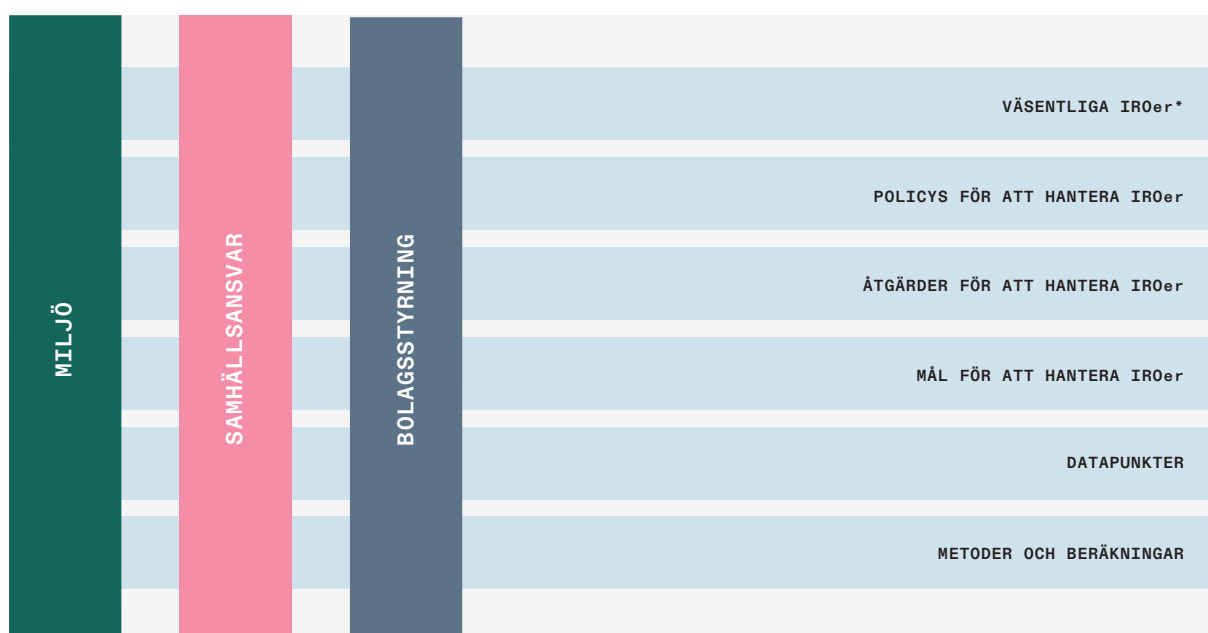 MILJÖ
SAMHÄLLSANSVAR
BOLAGSSTYRNING
VÄSENTLIGA IROer*
POLICYS FÖR ATT HANTERA IROer
ÅTGÄRDER FÖR ATT HANTERA IROer
MÅL FÖR ATT HANTERA IROer
DATAPUNKTER
METODER OCH BERÄKNINGAR